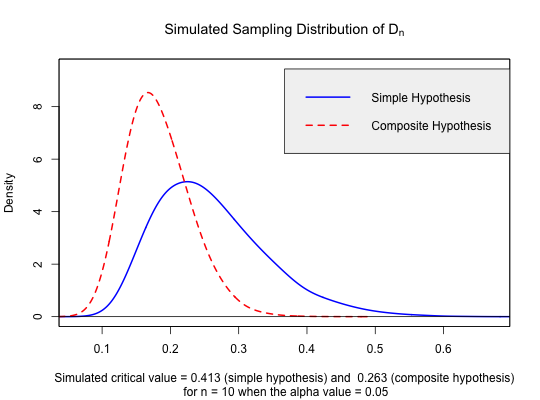 Simulated Sampling Distribution of Dn
Simple Hypothesis
Composite Hypothesis
Density
8
6
4
2
0
0.1 0.2 0.3 0.4 0.5 0.6
Simulated critical value = 0.413 (simple hypothesis) and 0.263 (composite hypothesis)
for n = 10 when the alpha value = 0.05